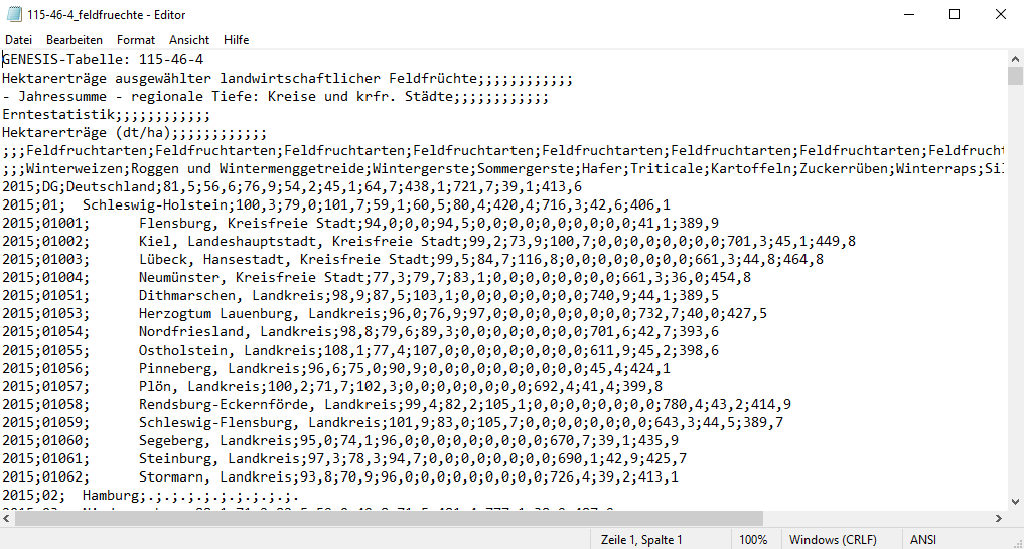 115-46-4_feldfruechte - Editor
Datei Bearbeiten Format Ansicht Hilfe
GENESIS-Tabelle: 115-46-4
Hektarerträge ausgewählter landwirtschaftlicher Feldfrüchte;;;;;;;;;;;;
- Jahressumme - regionale Tiefe: Kreise und krfr. Städte;;;;;;;;;;;;
Erntestatistik;;;;;;;;;;;;
Hektarerträge (dt/ha);;;;;;;;;;;;
;;;Feldfruchtarten;Feldfruchtarten;Feldfruchtarten;Feldfruchtarten;Feldfruchtarten;Feldfruchtarten;Feldfruchtarten;Feldfrucht
;;;Winterweizen;Roggen und Wintermenggetreide;Wintergerste;Sommergerste;Hafer;Triticale;Kartoffeln;Zuckerrüben;Winterraps;Sil
2015;DG;Deutschland;81,5;56,6;76,9;54,2;45,1;64,7;438,1;721,7;39,1;413,6
2015;01;  Schleswig-Holstein;100,3;79,0;101,7;59,1;60,5;80,4;420,4;716,3;42,6;406,1
2015;01001;      Flensburg, Kreisfreie Stadt;94,0;0,0;94,5;0,0;0,0;0,0;0,0;0,0;41,1;389,9
2015;01002;      Kiel, Landeshauptstadt, Kreisfreie Stadt;99,2;73,9;100,7;0,0;0,0;0,0;0,0;701,3;45,1;449,8
2015;01003;      Lübeck, Hansestadt, Kreisfreie Stadt;99,5;84,7;116,8;0,0;0,0;0,0;0,0;661,3;44,8;464,8
2015;01004;      Neumünster, Kreisfreie Stadt;77,3;79,7;83,1;0,0;0,0;0,0;0,0;661,3;36,0;454,8
2015;01051;      Dithmarschen, Landkreis;98,9;87,5;103,1;0,0;0,0;0,0;0,0;740,9;44,1;389,5
2015;01053;      Herzogtum Lauenburg, Landkreis;96,0;76,9;97,0;0,0;0,0;0,0;0,0;732,7;40,0;427,5
2015;01054;      Nordfriesland, Landkreis;98,8;79,6;89,3;0,0;0,0;0,0;0,0;701,6;42,7;393,6
2015;01055;      Ostholstein, Landkreis;108,1;77,4;107,0;0,0;0,0;0,0;0,0;611,9;45,2;398,6
2015;01056;      Pinneberg, Landkreis;96,6;75,0;90,9;0,0;0,0;0,0;0,0;0,0;45,4;424,1
2015;01057;      Plön, Landkreis;100,2;71,7;102,3;0,0;0,0;0,0;0,0;692,4;41,4;399,8
2015;01058;      Rendsburg-Eckernförde, Landkreis;99,4;82,2;105,1;0,0;0,0;0,0;0,0;780,4;43,2;414,9
2015;01059;      Schleswig-Flensburg, Landkreis;101,9;83,0;105,7;0,0;0,0;0,0;0,0;643,3;44,5;389,7
2015;01060;      Segeberg, Landkreis;95,0;74,1;96,0;0,0;0,0;0,0;0,0;670,7;39,1;435,9
2015;01061;      Steinburg, Landkreis;97,3;78,3;94,7;0,0;0,0;0,0;0,0;690,1;42,9;425,7
2015;01062;      Stormarn, Landkreis;93,8;70,9;96,0;0,0;0,0;0,0;0,0;726,4;39,2;413,1
2015;02;  Hamburg;.;.;.;.;.;.;.;.;.;.
Zeile 1, Spalte 1 100% Windows (CRLF) ANSI